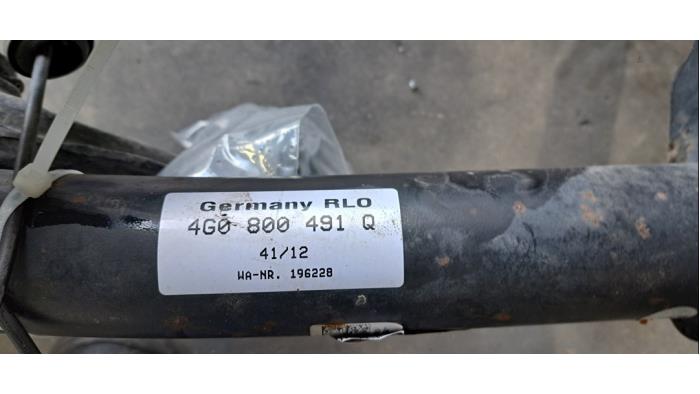 Germany RLO
4G0 800 491 Q
41/12
WA-NR. 196228